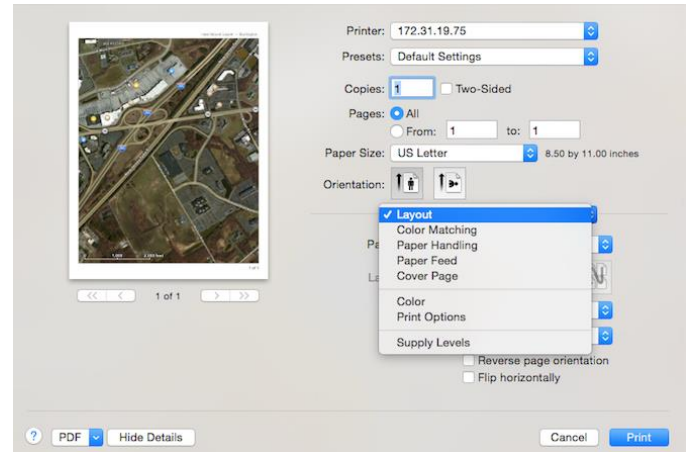 Printer: 172.31.19.75
Presets: Default Settings
Copies: 1 Two-Sided
Pages: All
From: 1 to: 1
Paper Size: US Letter 8.50 by 11.00 inches
Orientation:
✓ Layout
Color Matching
Paper Handling
Paper Feed
Cover Page
Color
Print Options
Supply Levels
Pa
La
Reverse page orientation
Flip horizontally
1 of 1
? PDF Hide Details Cancel Print